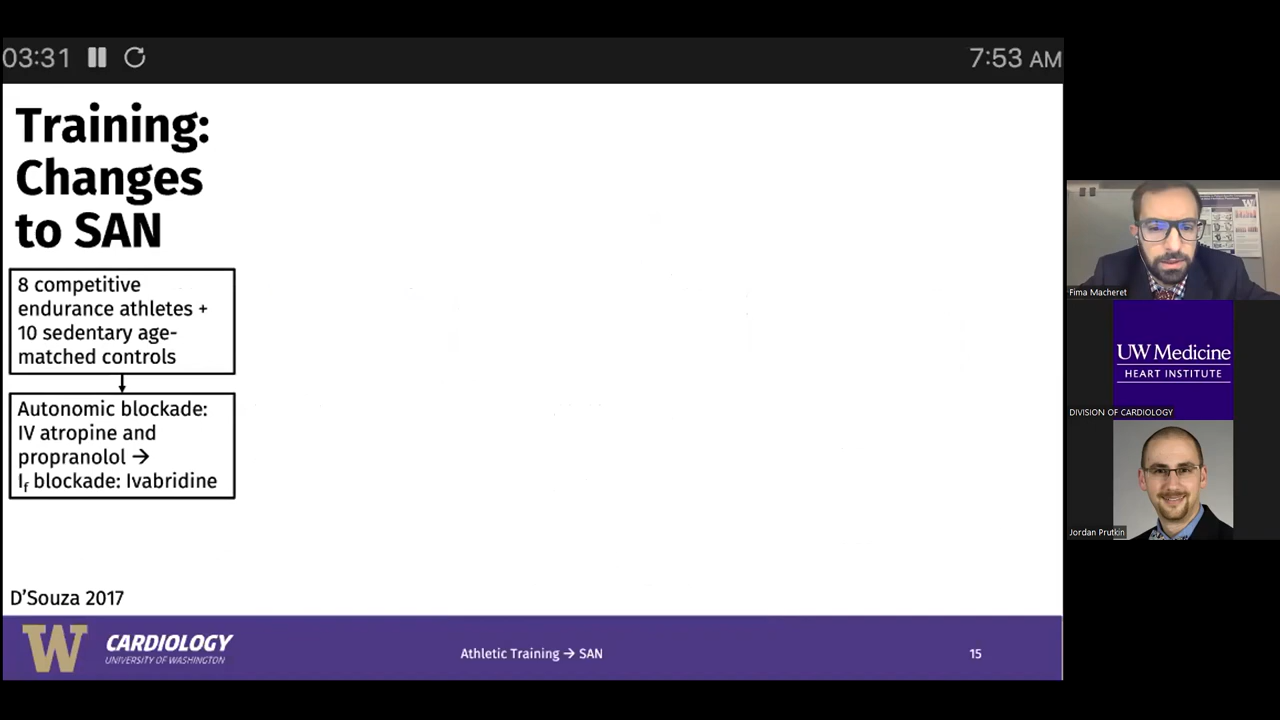 03:31
7:53 AM
Training:
Changes
to SAN
8 competitive
endurance athletes +
10 sedentary age-
matched controls
Autonomic blockade:
IV atropine and
propranolol →
If blockade: Ivabridine
D'Souza 2017
W CARDIOLOGY
UNIVERSITY OF WASHINGTON
Athletic Training → SAN
15
Fima Macheret
UW Medicine
HEART INSTITUTE
DIVISION OF CARDIOLOGY
Jordan Prutkin